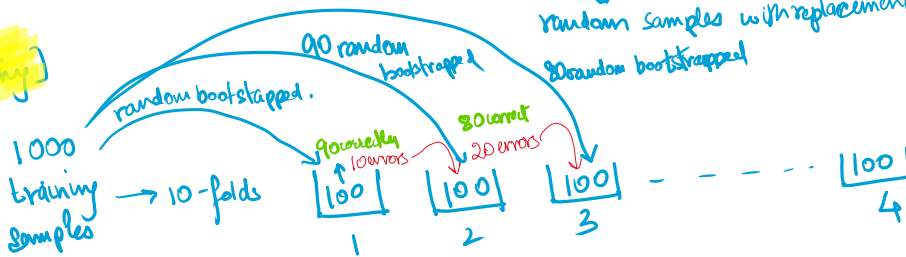 random samples with replacement
80 random bootstrapped
90 random
bootstrapped
random bootstapped.
80 correct
90 correctly
10 errors
20 errors
1000
training
samples
→ 10-folds
100
100
100
- - - - - - - -
100
1
2
3
4